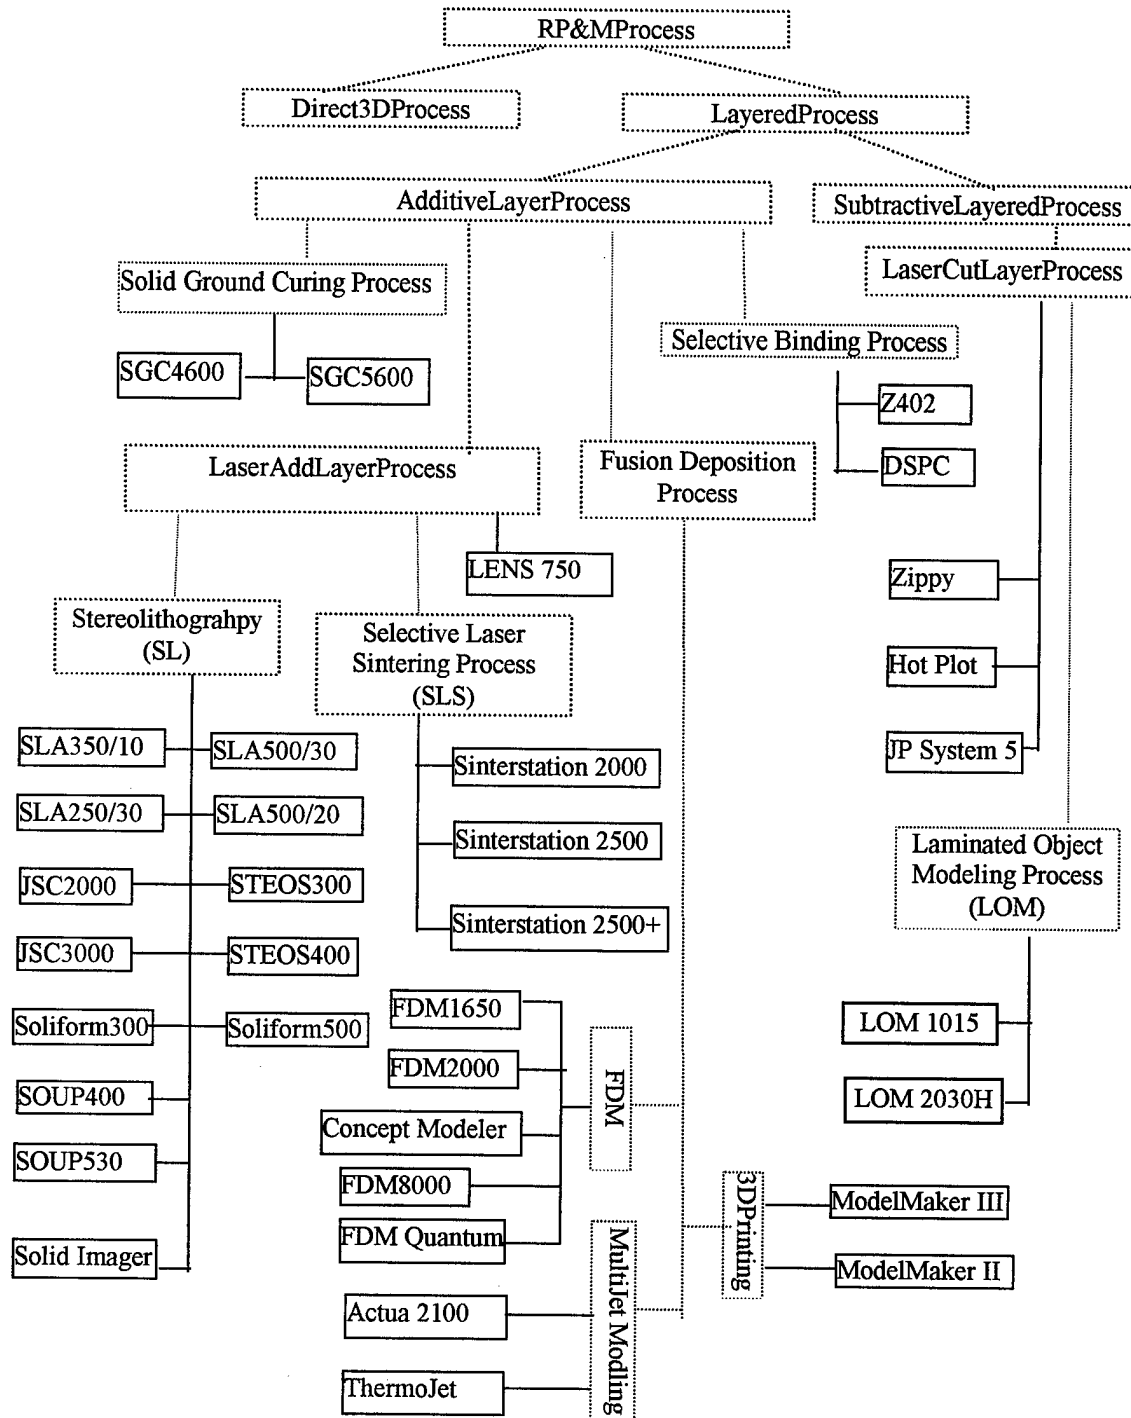 RP&MProcess
Direct3DProcess
LayeredProcess
AdditiveLayerProcess
SubtractiveLayeredProcess
Solid Ground Curing Process
LaserCutLayerProcess
Selective Binding Process
SGC4600
SGC5600
Z402
DSPC
LaserAddLayerProcess
Fusion Deposition
Process
LENS 750
Zippy
Stereolithograhpy
(SL)
Selective Laser
Sintering Process
(SLS)
Hot Plot
SLA350/10
SLA500/30
Sinterstation 2000
JP System 5
SLA250/30
SLA500/20
Sinterstation 2500
Laminated Object
Modeling Process
(LOM)
JSC2000
STEOS300
Sinterstation 2500+
JSC3000
STEOS400
FDM1650
Soliform300
Soliform500
LOM 1015
FDM2000
FDM
SOUP400
LOM 2030H
Concept Modeler
SOUP530
FDM8000
3DPrinting
ModelMaker III
FDM Quantum
Solid Imager
MultiJet Modling
ModelMaker II
Actua 2100
ThermoJet